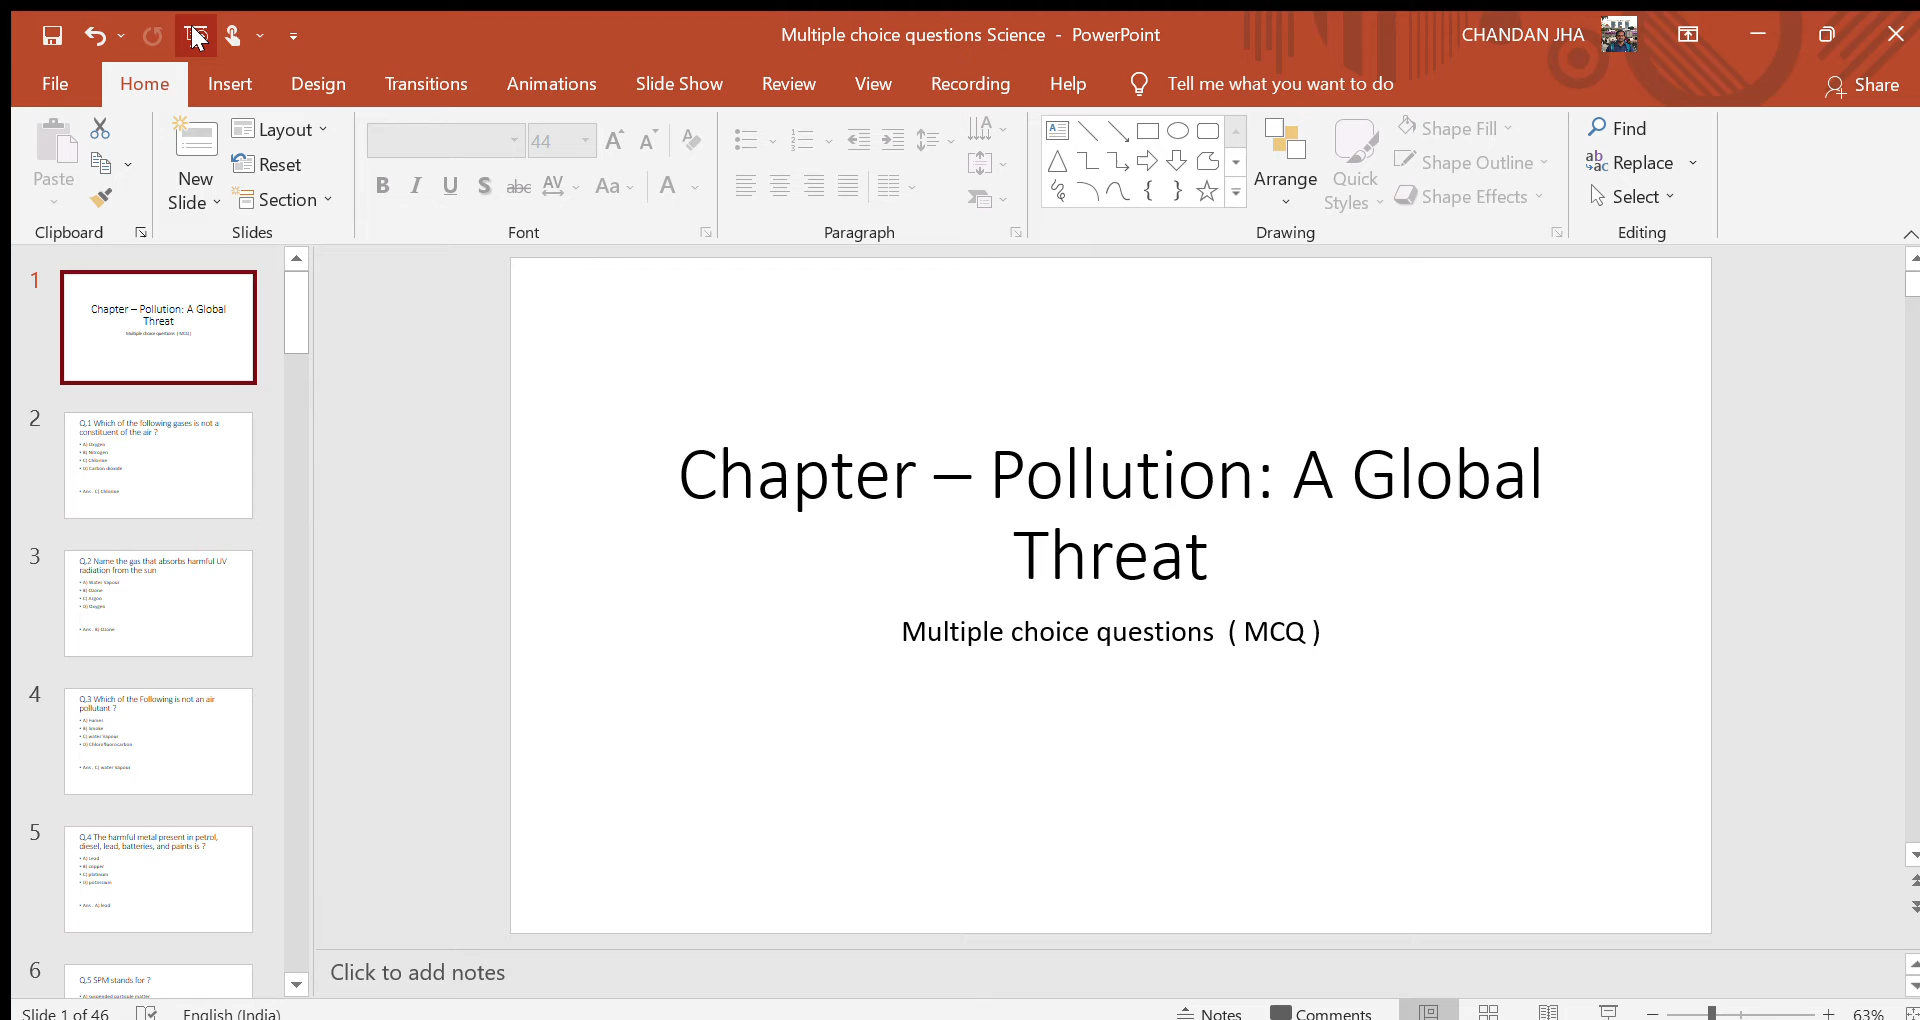 Multiple choice questions Science - PowerPoint
CHANDAN JHA
File
Home
Insert
Design
Transitions
Animations
Slide Show
Review
View
Recording
Help
Tell me what you want to do
Share
Paste
Clipboard
New
Slide
Layout
Reset
Section
Slides
44
B I U S abc AV Aa A
Font
Paragraph
Arrange
Quick
Styles
Shape Fill
Shape Outline
Shape Effects
Drawing
Find
Replace
Select
Editing
1
Chapter – Pollution: A Global
Threat
Multiple choice questions ( MCQ )
2
Q.1 Which of the following gases is not a
constituent of the air ?
• A) Oxygen
• B) Nitrogen
• C) Chlorine
• D) Carbon dioxide
• Ans . C) Chlorine
3
Q.2 Name the gas that absorbs harmful UV
radiation from the sun
• A) Water Vapour
• B) Ozone
• C) Argon
• D) Oxygen
• Ans . B) Ozone
4
Q.3 Which of the Following is not an air
pollutant ?
• A) Fumes
• B) Smoke
• C) water Vapour
• D) Chlorofluorocarbon
• Ans . C) water Vapour
5
Q.4 The harmful metal present in petrol,
diesel, lead, batteries, and paints is ?
• A) Lead
• B) copper
• C) platinum
• D) potassium
• Ans . A) lead
6
Q.5 SPM stands for ?
• A) suspended particule matter
Chapter – Pollution: A Global
Threat
Multiple choice questions ( MCQ )
Click to add notes
Slide 1 of 46
English (India)
Notes
Comments
63%